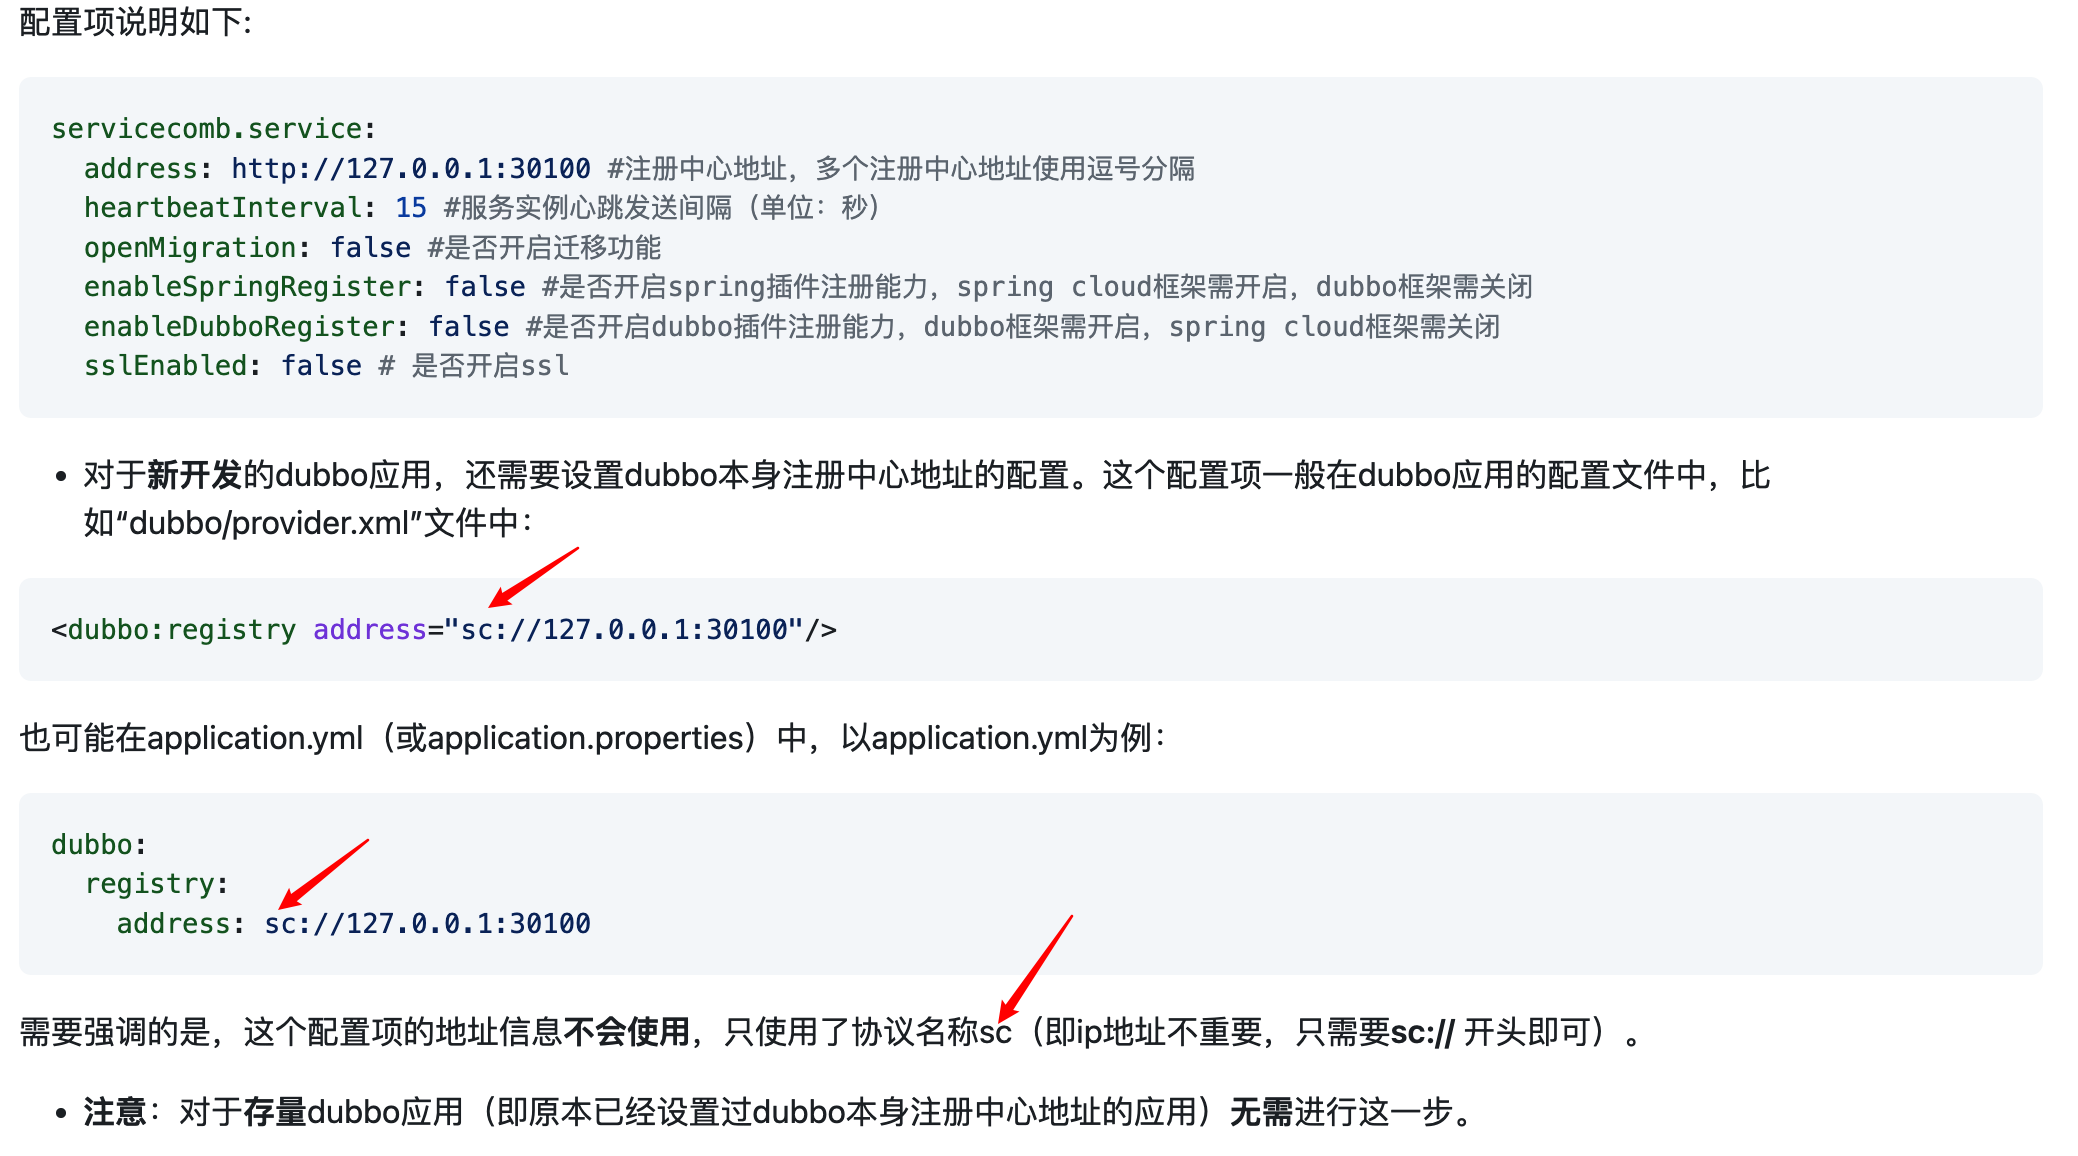 配置项说明如下:
servicecomb.service:
  address: http://127.0.0.1:30100 #注册中心地址，多个注册中心地址使用逗号分隔
  heartbeatInterval: 15 #服务实例心跳发送间隔（单位：秒）
  openMigration: false #是否开启迁移功能
  enableSpringRegister: false #是否开启spring插件注册能力，spring cloud框架需开启，dubbo框架需关闭
  enableDubboRegister: false #是否开启dubbo插件注册能力，dubbo框架需开启，spring cloud框架需关闭
  sslEnabled: false # 是否开启ssl
• 对于新开发的dubbo应用，还需要设置dubbo本身注册中心地址的配置。这个配置项一般在dubbo应用的配置文件中，比
如“dubbo/provider.xml”文件中：
<dubbo:registry address="sc://127.0.0.1:30100"/>
也可能在application.yml（或application.properties）中，以application.yml为例：
dubbo:
  registry:
    address: sc://127.0.0.1:30100
需要强调的是，这个配置项的地址信息不会使用，只使用了协议名称sc（即ip地址不重要，只需要sc:// 开头即可）。
• 注意：对于存量dubbo应用（即原本已经设置过dubbo本身注册中心地址的应用）无需进行这一步。